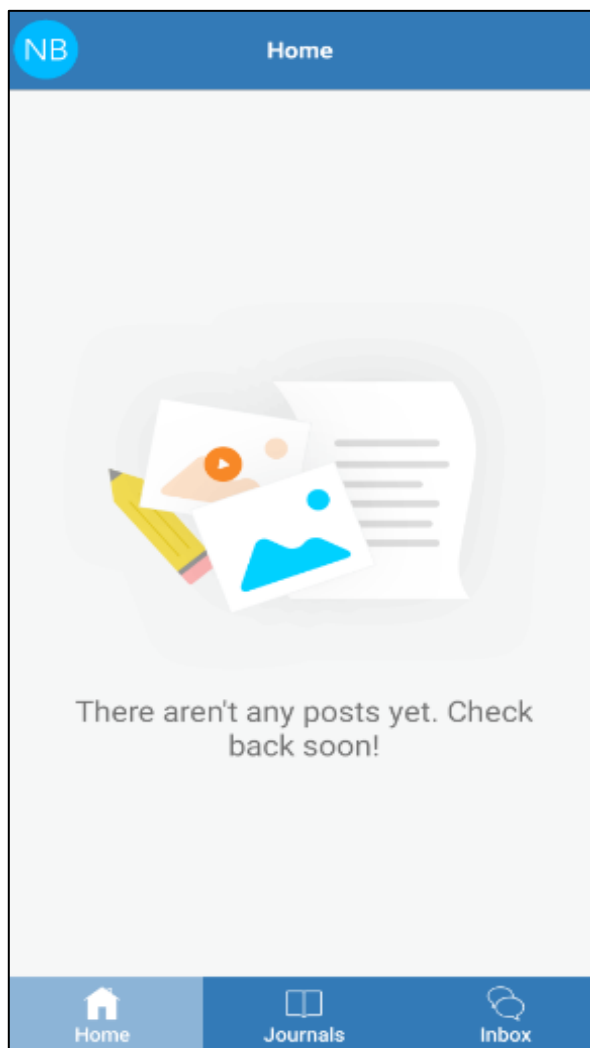 NB
Home
There aren't any posts yet. Check
back soon!
Home
Journals
Inbox